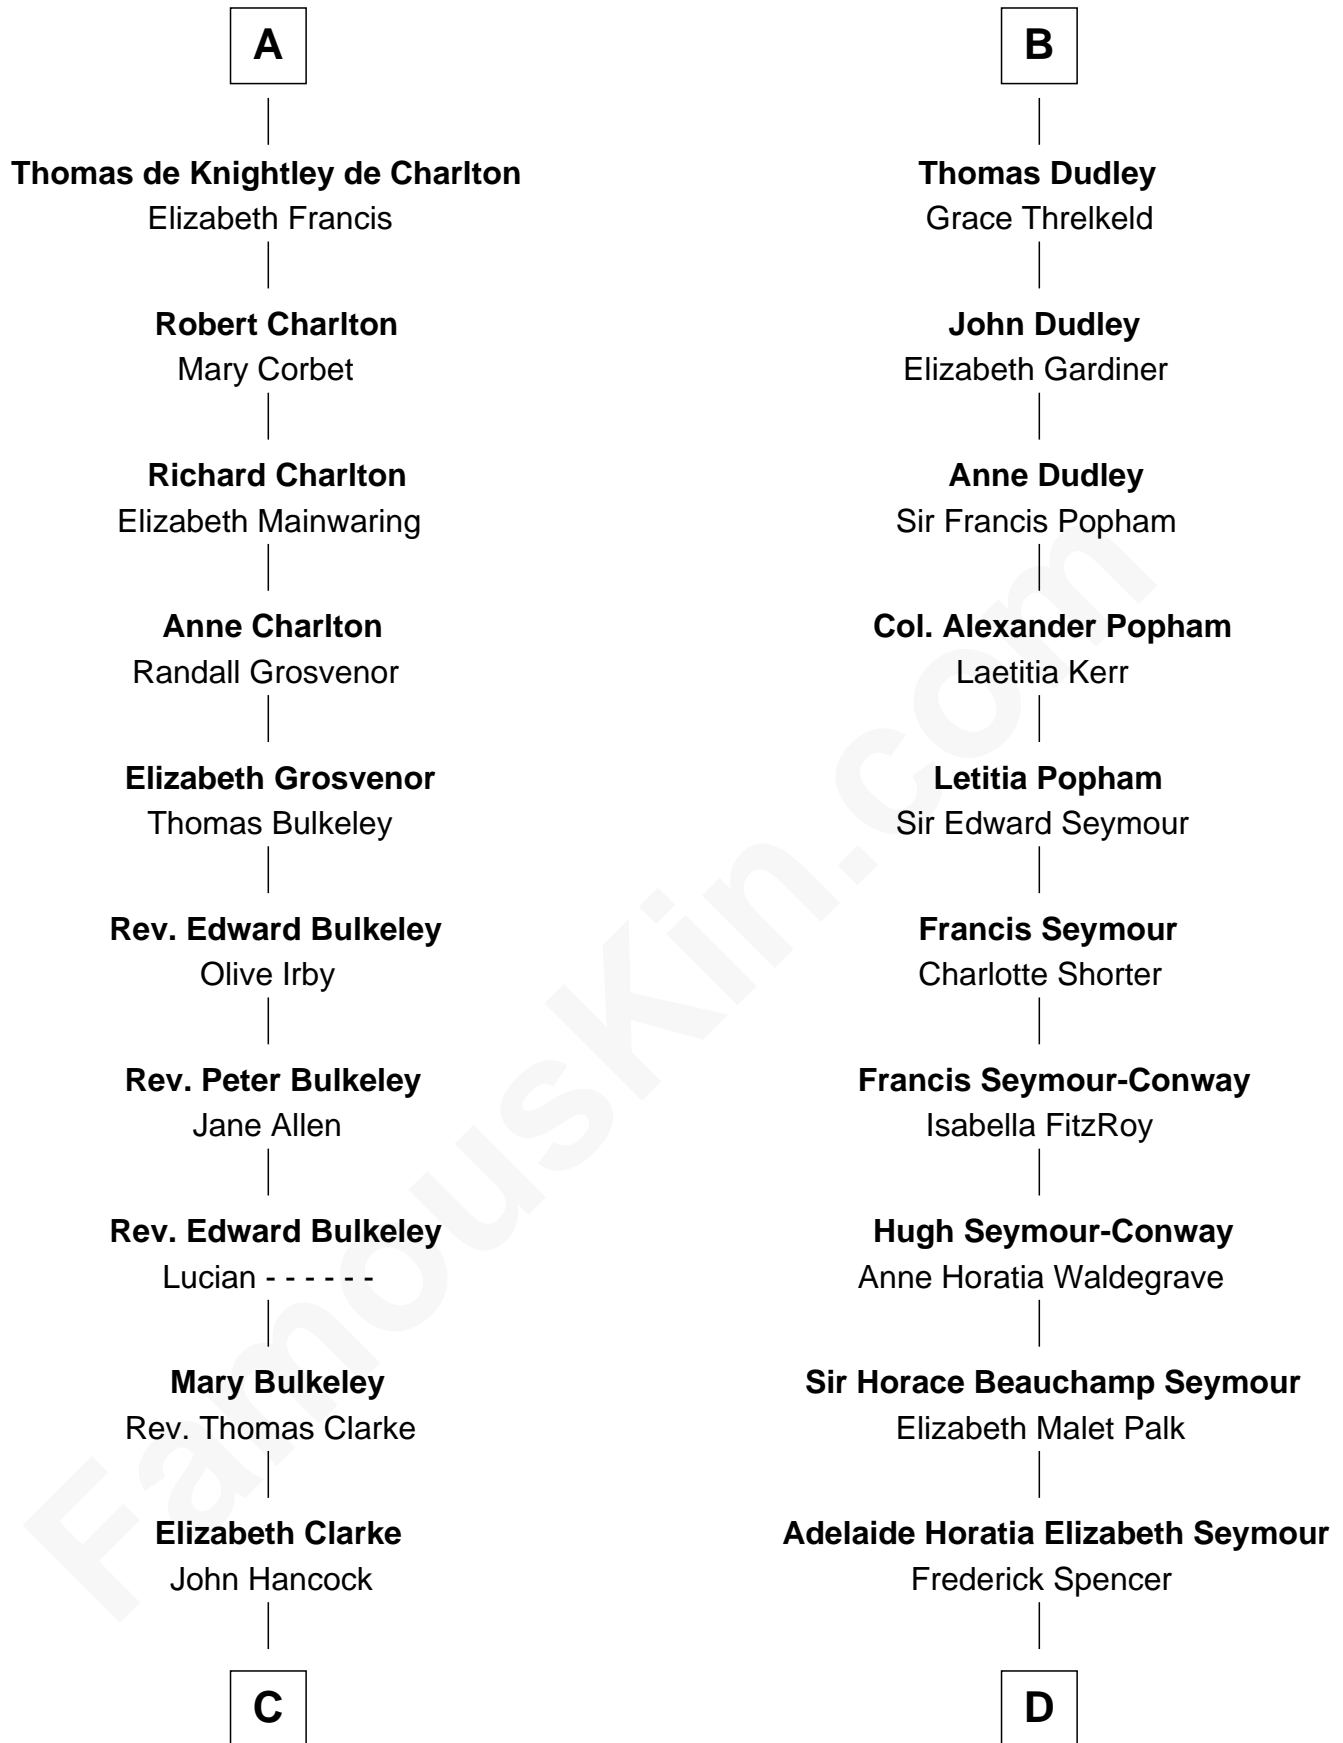 A
Thomas de Knightley de Charlton
Elizabeth Francis
Robert Charlton
Mary Corbet
Richard Charlton
Elizabeth Mainwaring
Anne Charlton
Randall Grosvenor
Elizabeth Grosvenor
Thomas Bulkeley
Rev. Edward Bulkeley
Olive Irby
Rev. Peter Bulkeley
Jane Allen
Rev. Edward Bulkeley
Lucian - - - - - -
Mary Bulkeley
Rev. Thomas Clarke
Elizabeth Clarke
John Hancock
C
B
Thomas Dudley
Grace Threlkeld
John Dudley
Elizabeth Gardiner
Anne Dudley
Sir Francis Popham
Col. Alexander Popham
Laetitia Kerr
Letitia Popham
Sir Edward Seymour
Francis Seymour
Charlotte Shorter
Francis Seymour-Conway
Isabella FitzRoy
Hugh Seymour-Conway
Anne Horatia Waldegrave
Sir Horace Beauchamp Seymour
Elizabeth Malet Palk
Adelaide Horatia Elizabeth Seymour
Frederick Spencer
D
FamousKin.com